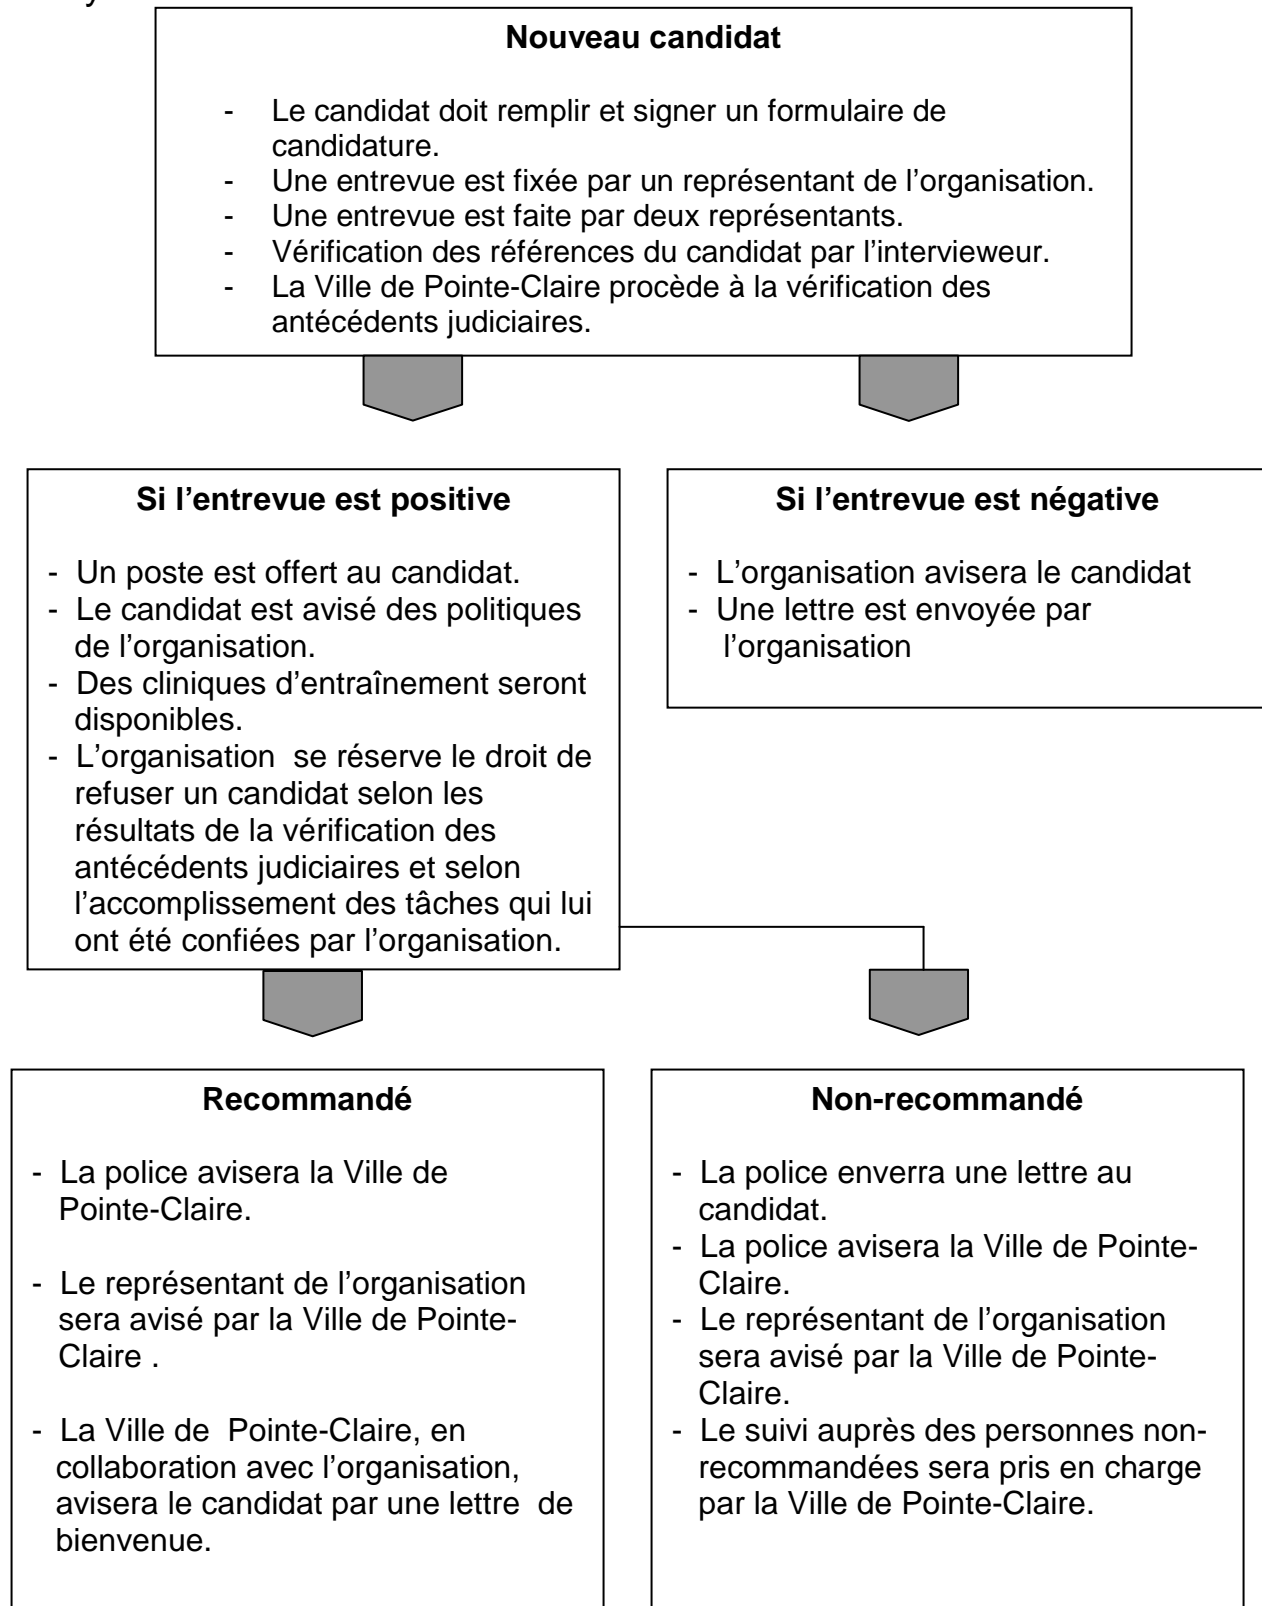 Nouveau candidat
- Le candidat doit remplir et signer un formulaire de
candidature.
- Une entrevue est fixée par un représentant de l’organisation.
- Une entrevue est faite par deux représentants.
- Vérification des références du candidat par l’intervieweur.
- La Ville de Pointe-Claire procède à la vérification des
antécédents judiciaires.
Si l’entrevue est positive
- Un poste est offert au candidat.
- Le candidat est avisé des politiques
de l’organisation.
- Des cliniques d’entraînement seront
disponibles.
- L’organisation se réserve le droit de
refuser un candidat selon les
résultats de la vérification des
antécédents judiciaires et selon
l’accomplissement des tâches qui lui
ont été confiées par l’organisation.
Si l’entrevue est négative
- L’organisation avisera le candidat
- Une lettre est envoyée par
l’organisation
Recommandé
- La police avisera la Ville de
Pointe-Claire.
- Le représentant de l’organisation
sera avisé par la Ville de Pointe-
Claire .
- La Ville de Pointe-Claire, en
collaboration avec l’organisation,
avisera le candidat par une lettre de
bienvenue.
Non-recommandé
- La police enverra une lettre au
candidat.
- La police avisera la Ville de Pointe-
Claire.
- Le représentant de l’organisation
sera avisé par la Ville de Pointe-
Claire.
- Le suivi auprès des personnes non-
recommandées sera pris en charge
par la Ville de Pointe-Claire.